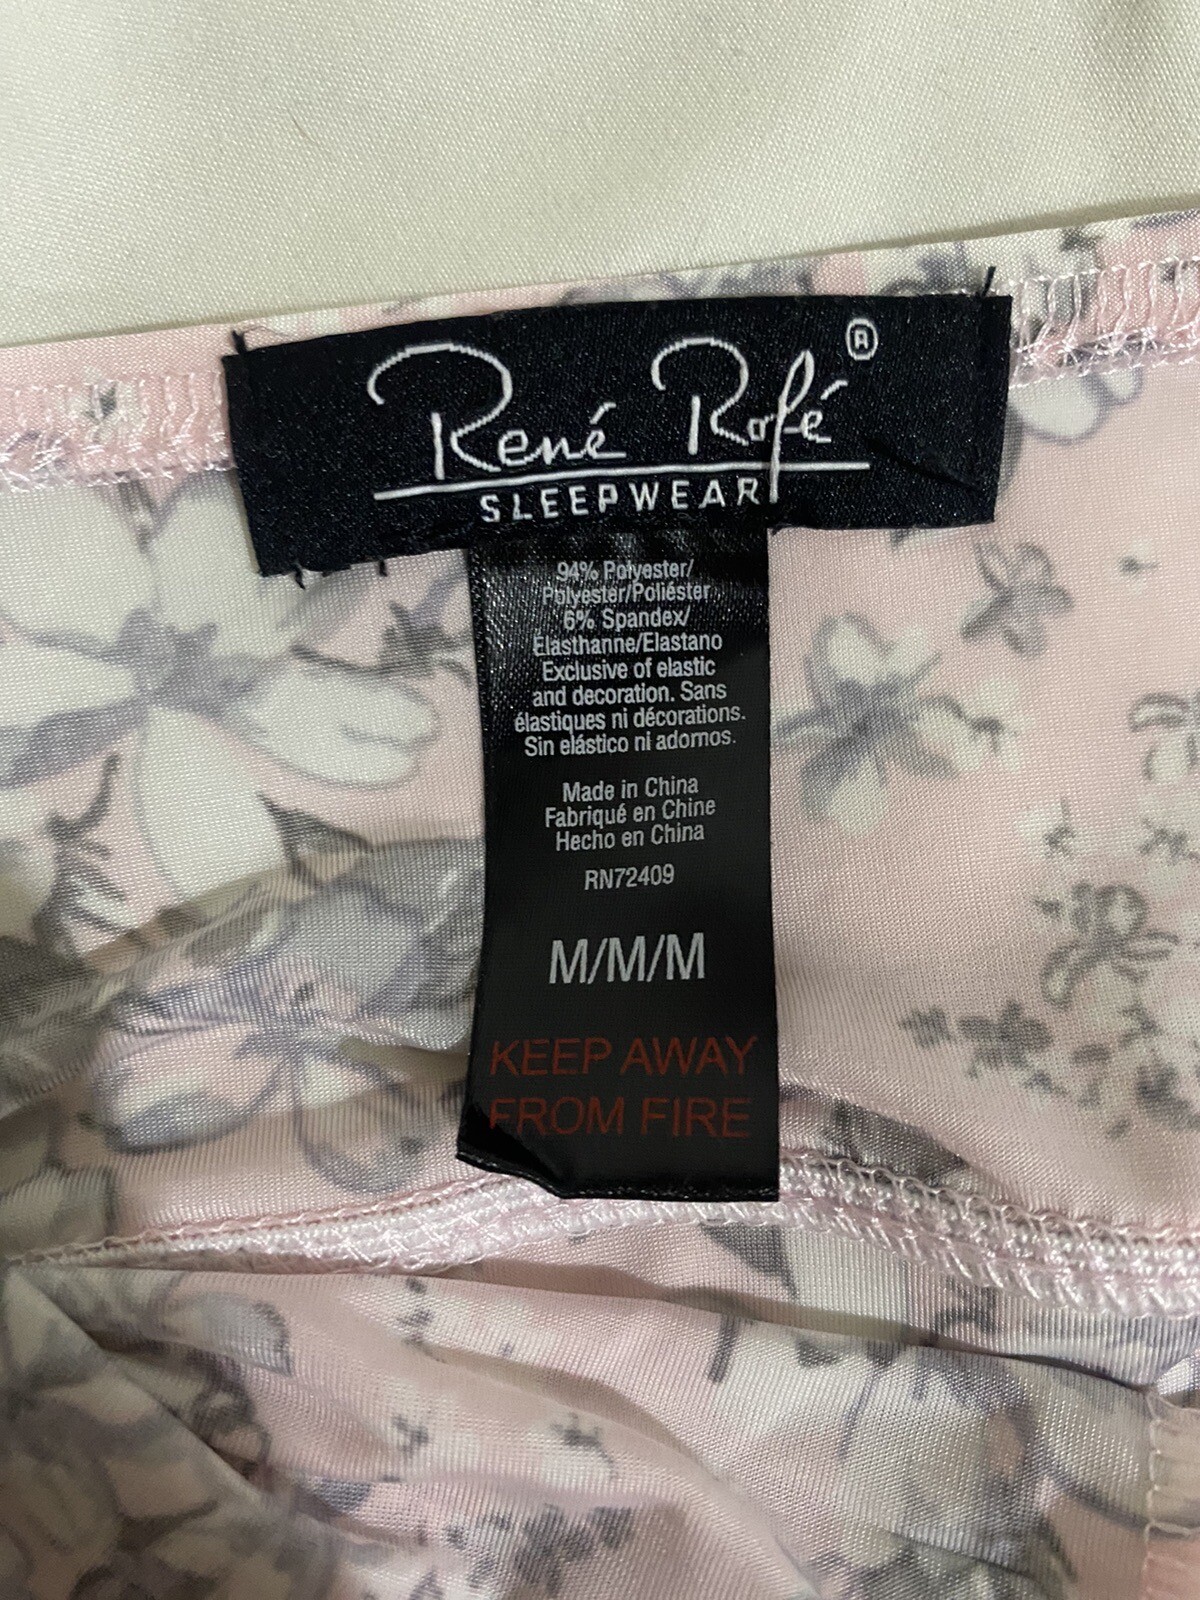 René Rofé®
SLEEPWEAR
94% Polyester/
Polyester/Poliéster
6% Spandex/
Elasthanne/Elastano
Exclusive of elastic
and decoration. Sans
élastiques ni décorations.
Sin elástico ni adornos.
Made in China
Fabriqué en Chine
Hecho en China
RN72409
M/M/M
KEEP AWAY
FROM FIRE